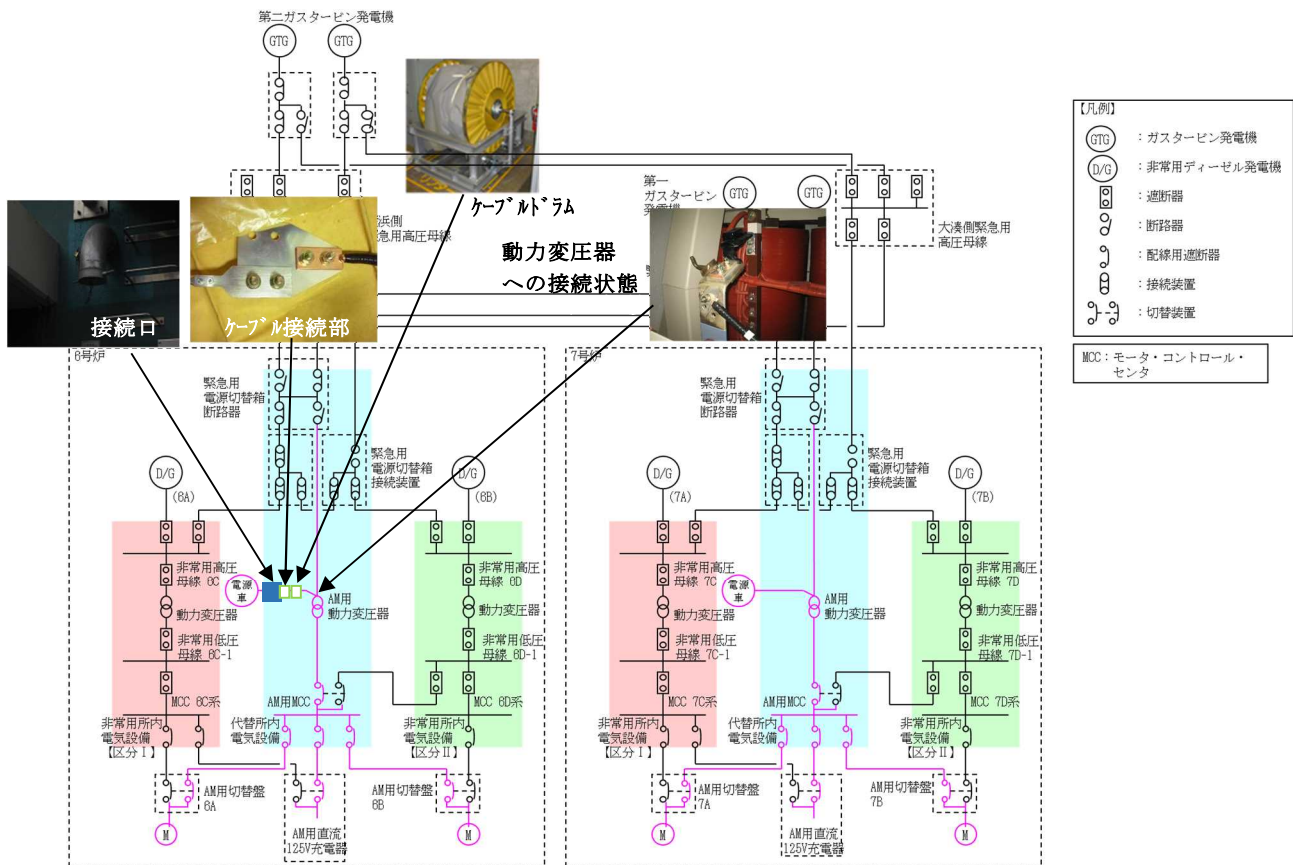 第二ガスタービン発電機
GTG
GTG
ケーブルドラム
浜側
急用高圧母線
第一
ガスタービン
発電機
GTG
GTG
大湊側緊急用
高圧母線
動力変圧器
への接続状態
接続口
ケーブル接続部
【凡例】
GTG
：ガスタービン発電機
D/G
：非常用ディーゼル発電機
：遮断器
：断路器
：配線用遮断器
：接続装置
：切替装置
MCC：モータ・コントロール・
センタ
6号炉
緊急用
電源切替箱
断路器
緊急用
電源切替箱
接続装置
D/G
(6A)
D/G
(6B)
非常用高圧
母線 6C
動力変圧器
非常用低圧
母線 6C-1
MCC 6C系
非常用所内
電気設備
【区分Ⅰ】
電源
車
AM用
動力変圧器
AM用MCC
代替所内
電気設備
非常用高圧
母線 6D
動力変圧器
非常用低圧
母線 6D-1
MCC 6D系
非常用所内
電気設備
【区分Ⅱ】
AM用切替盤
6A
AM用切替盤
6B
M
AM用直流
125V充電器
M
7号炉
緊急用
電源切替箱
断路器
緊急用
電源切替箱
接続装置
D/G
(7A)
D/G
(7B)
非常用高圧
母線 7C
動力変圧器
非常用低圧
母線 7C-1
MCC 7C系
非常用所内
電気設備
【区分Ⅰ】
電源
車
AM用
動力変圧器
AM用MCC
代替所内
電気設備
非常用高圧
母線 7D
動力変圧器
非常用低圧
母線 7D-1
MCC 7D系
非常用所内
電気設備
【区分Ⅱ】
AM用切替盤
7A
AM用切替盤
7B
M
AM用直流
125V充電器
M